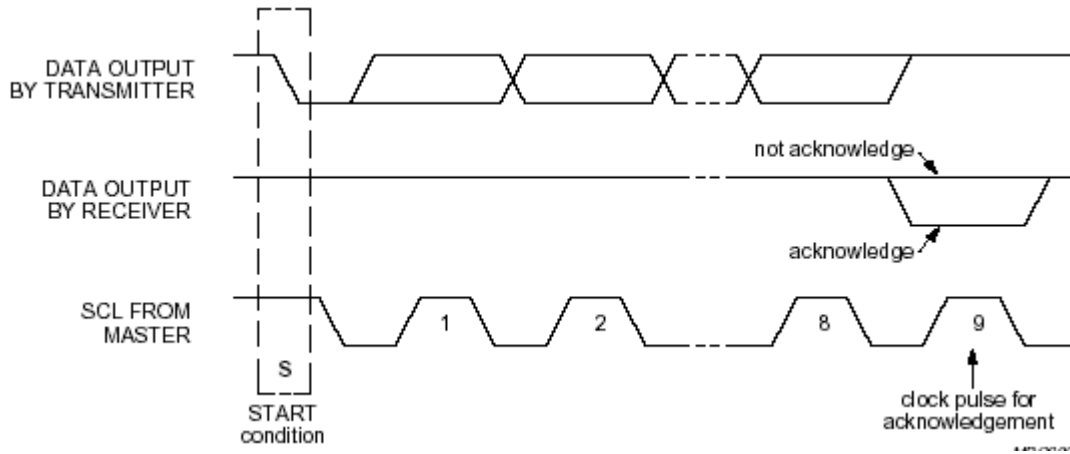 DATA OUTPUT
BY TRANSMITTER
not acknowledge
DATA OUTPUT
BY RECEIVER
acknowledge
SCL FROM
MASTER
1
2
8
9
S
START
condition
clock pulse for
acknowledgement